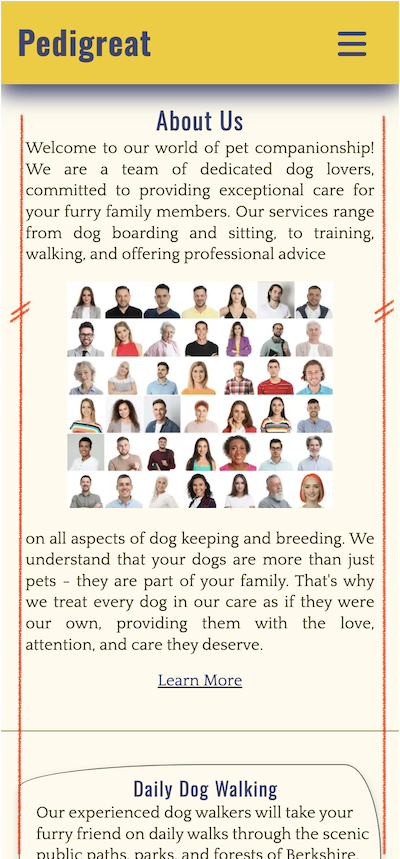 Pedigreat
About Us
Welcome to our world of pet companionship!
We are a team of dedicated dog lovers,
committed to providing exceptional care for
your furry family members. Our services range
from dog boarding and sitting, to training,
walking, and offering professional advice
on all aspects of dog keeping and breeding. We
understand that your dogs are more than just
pets - they are part of your family. That's why
we treat every dog in our care as if they were
our own, providing them with the love,
attention, and care they deserve.
Learn More
Daily Dog Walking
Our experienced dog walkers will take your
furry friend on daily walks through the scenic
public paths, parks, and forests of Berkshire.